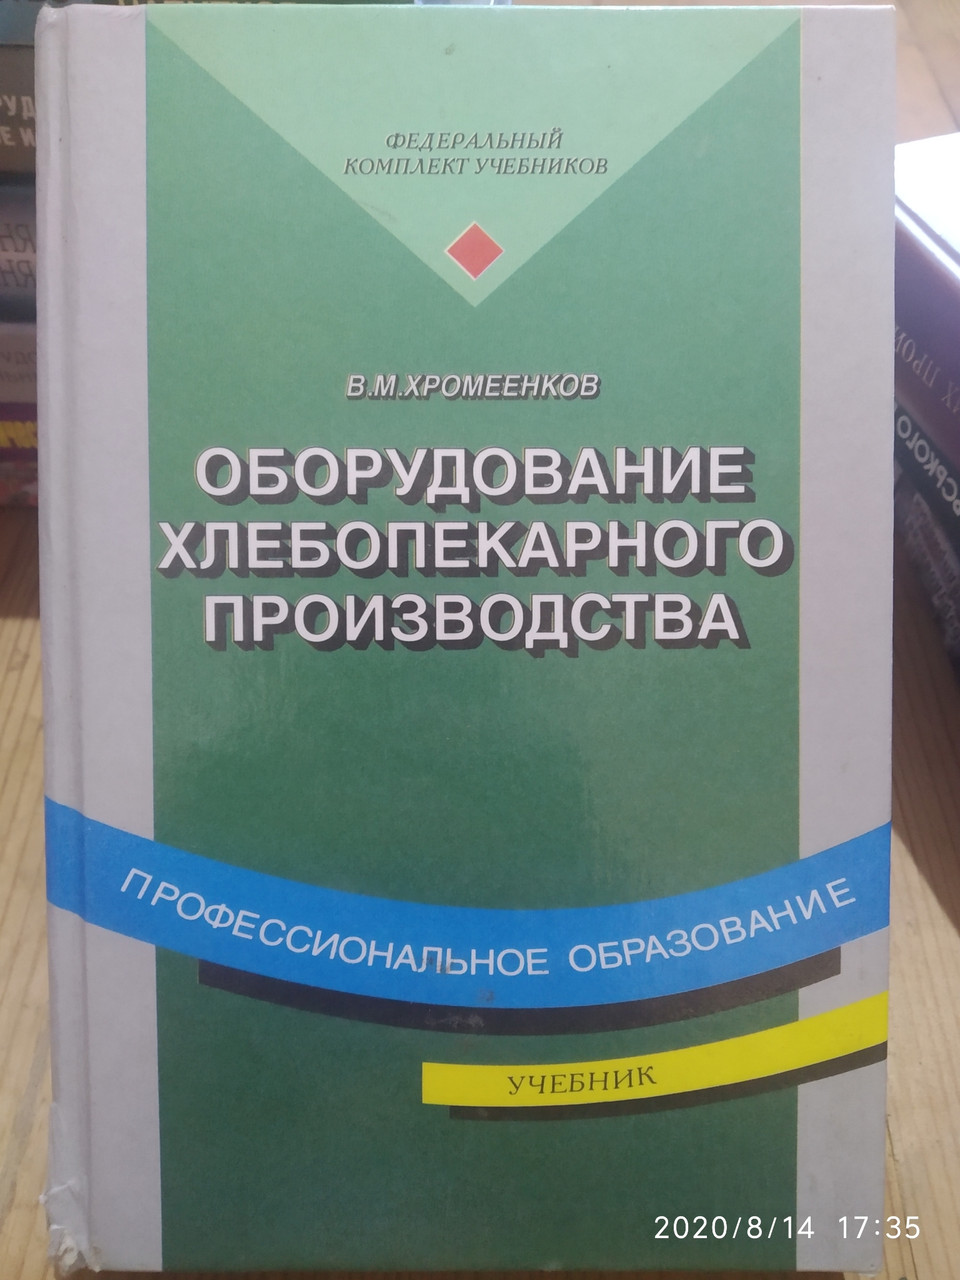 ФЕДЕРАЛЬНЫЙ
КОМПЛЕКТ УЧЕБНИКОВ
В.М.ХРОМЕЕНКОВ
ОБОРУДОВАНИЕ
ХЛЕБОПЕКАРНОГО
ПРОИЗВОДСТВА
ПРОФЕССИОНАЛЬНОЕ ОБРАЗОВАНИЕ
УЧЕБНИК
2020/8/14 17:35